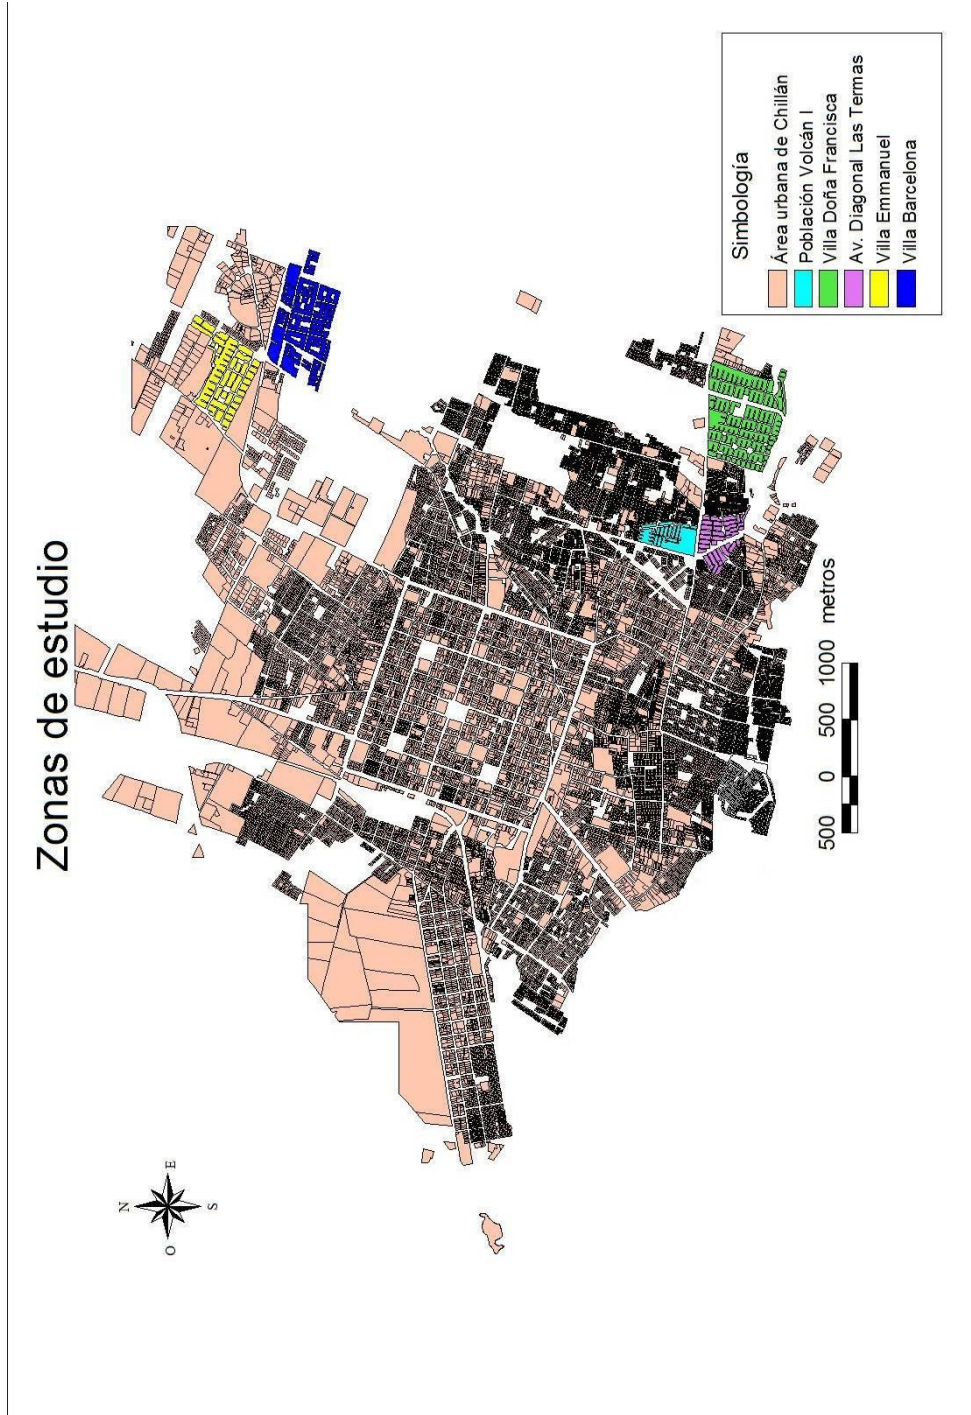 Zonas de estudio
N
O
E
S
500 0 500 1000 metros
Simbología
Área urbana de Chillán
Población Volcán I
Villa Doña Francisca
Av. Diagonal Las Termas
Villa Emmanuel
Villa Barcelona